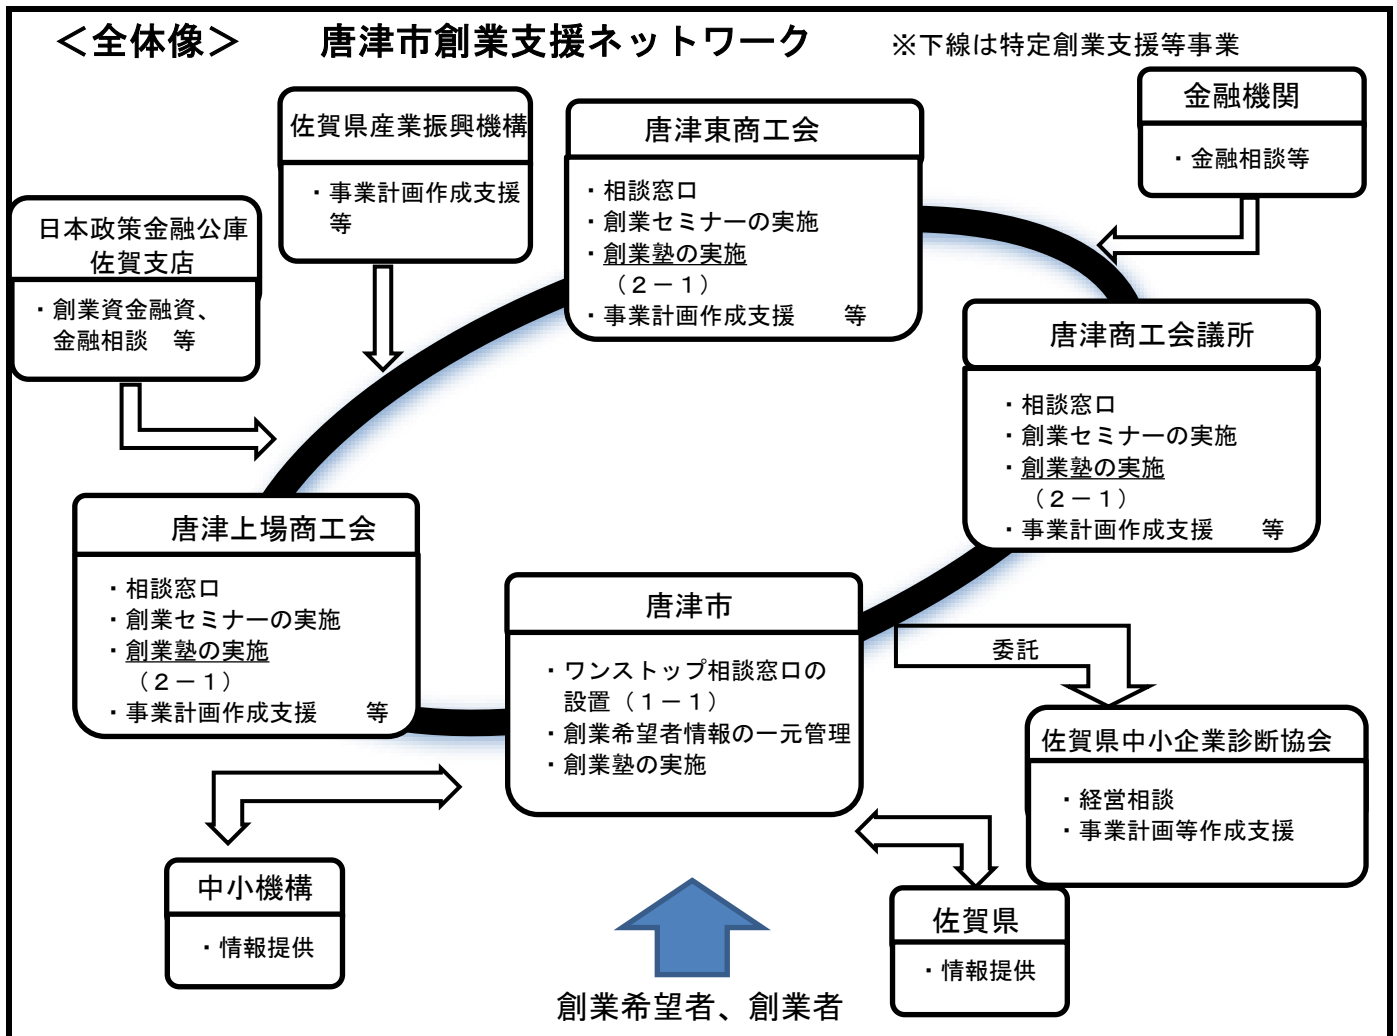 <全体像> 唐津市創業支援ネットワーク ※下線は特定創業支援等事業
佐賀県産業振興機構
・事業計画作成支援
等
唐津東商工会
・相談窓口
・創業セミナーの実施
・創業塾の実施
（２－１）
・事業計画作成支援 等
金融機関
・金融相談等
日本政策金融公庫
佐賀支店
・創業資金融資、
金融相談 等
唐津商工会議所
・相談窓口
・創業セミナーの実施
・創業塾の実施
（２－１）
・事業計画作成支援 等
唐津上場商工会
・相談窓口
・創業セミナーの実施
・創業塾の実施
（２－１）
・事業計画作成支援 等
唐津市
・ワンストップ相談窓口の
設置（１－１）
・創業希望者情報の一元管理
・創業塾の実施
委託
佐賀県中小企業診断協会
・経営相談
・事業計画等作成支援
中小機構
・情報提供
佐賀県
・情報提供
創業希望者、創業者